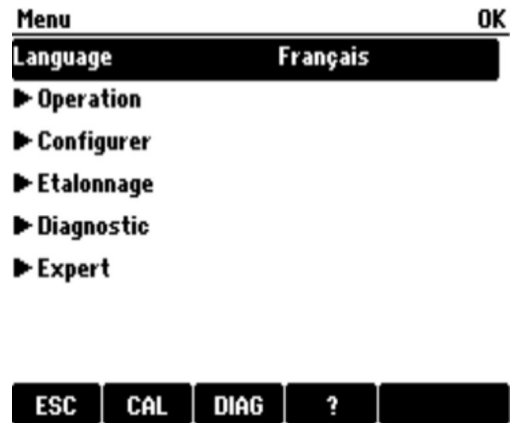 Menu OK
Language Français
Operation
Configurer
Etalonnage
Diagnostic
Expert
ESC CAL DIAG ?